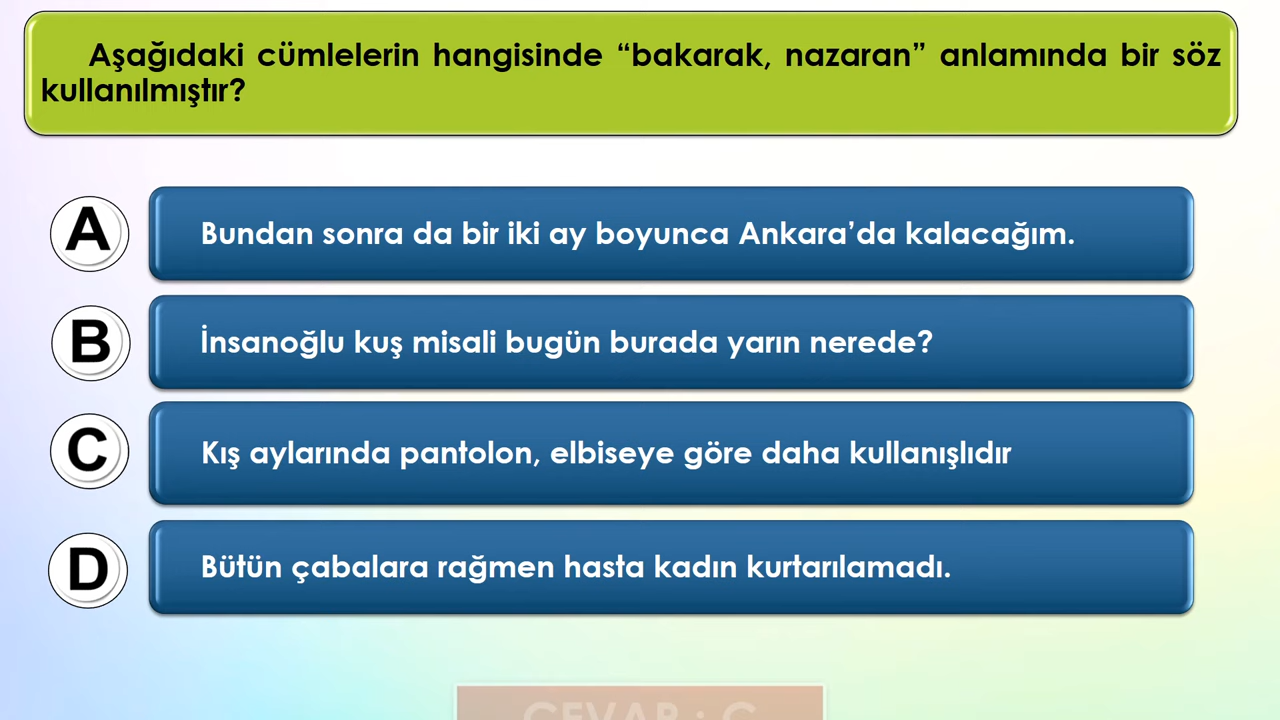 Aşağıdaki cümlelerin hangisinde “bakarak, nazaran” anlamında bir söz
kullanılmıştır?
A
Bundan sonra da bir iki ay boyunca Ankara’da kalacağım.
B
İnsanoğlu kuş misali bugün burada yarın nerede?
C
Kış aylarında pantolon, elbiseye göre daha kullanışlıdır
D
Bütün çabalara rağmen hasta kadın kurtarılamadı.
CEVAP : C